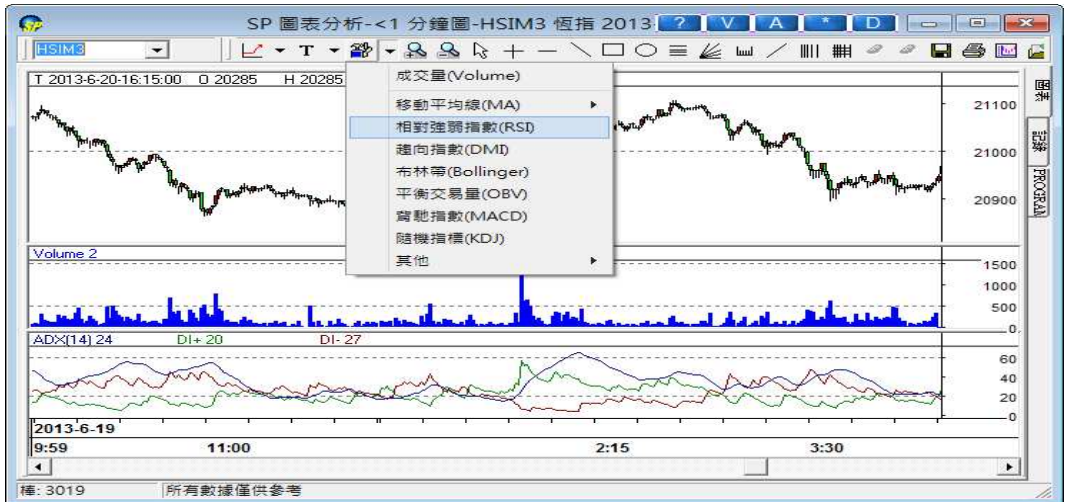 SP 圖表分析-<1 分鐘圖-HSIM3 恆指 2013 ? V A * D
HSIM3 T
T 2013-6-20-16:15:00 O 20285 H 20285
成交量(Volume)
移動平均線(MA)
相對強弱指數(RSI)
趨向指數(DMI)
布林帶(Bollinger)
平衡交易量(OBV)
背馳指數(MACD)
隨機指標(KDJ)
其他
21100
21000
20900
圖表
記錄
PROGRAM
Volume 2
1500
1000
500
0
ADX(14) 24 DI+ 20 DI- 27
60
40
20
0
2013-6-19
9:59 11:00 2:15 3:30
棒: 3019 所有數據僅供參考